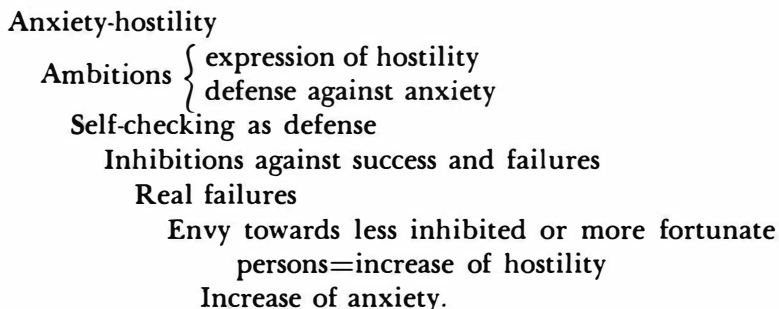 Anxiety-hostility
Ambitions { expression of hostility
defense against anxiety
Self-checking as defense
Inhibitions against success and failures
Real failures
Envy towards less inhibited or more fortunate
persons=increase of hostility
Increase of anxiety.